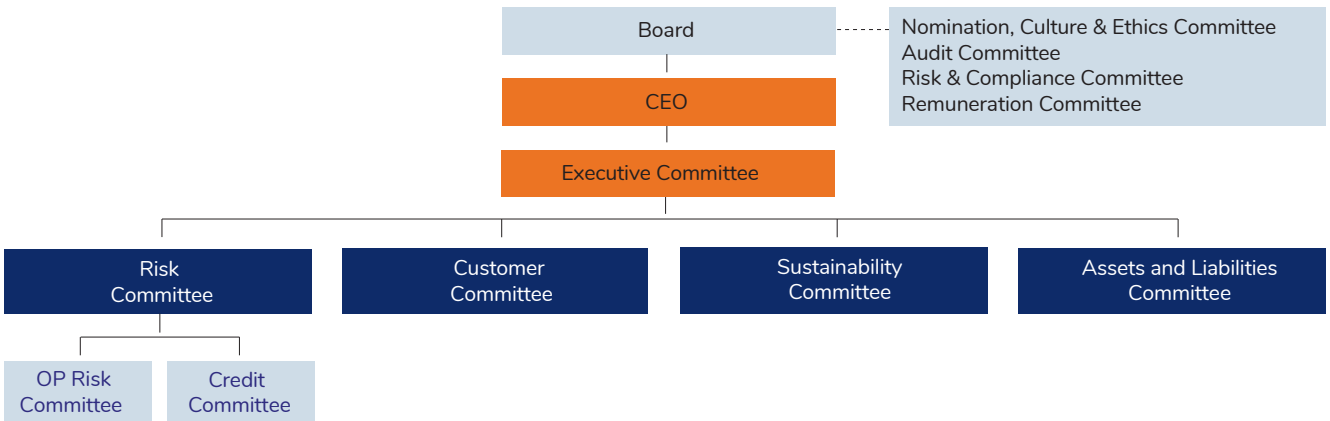 Board
Nomination, Culture & Ethics Committee
Audit Committee
Risk & Compliance Committee
Remuneration Committee
CEO
Executive Committee
Risk
Committee
Customer
Committee
Sustainability
Committee
Assets and Liabilities
Committee
OP Risk
Committee
Credit
Committee